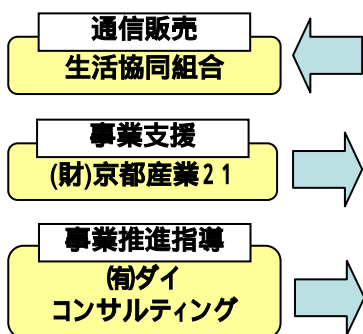 通信販売
生活協同組合
事業支援
(財)京都産業21
事業推進指導
㈲ダイ
コンサルティング